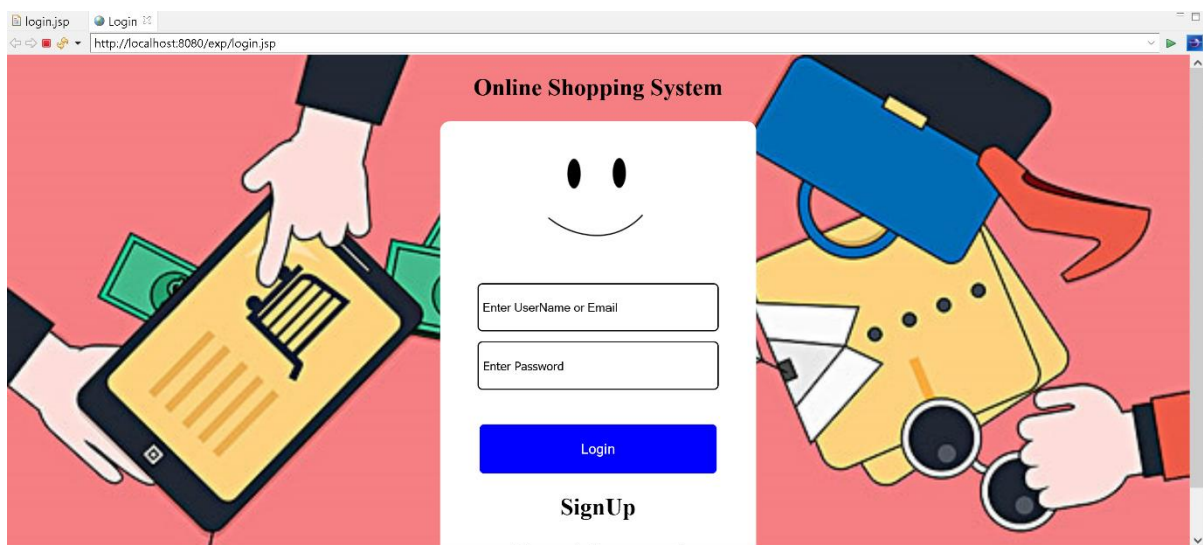 login.jsp Login
http://localhost:8080/exp/login.jsp
Online Shopping System
Enter UserName or Email
Enter Password
Login
SignUp